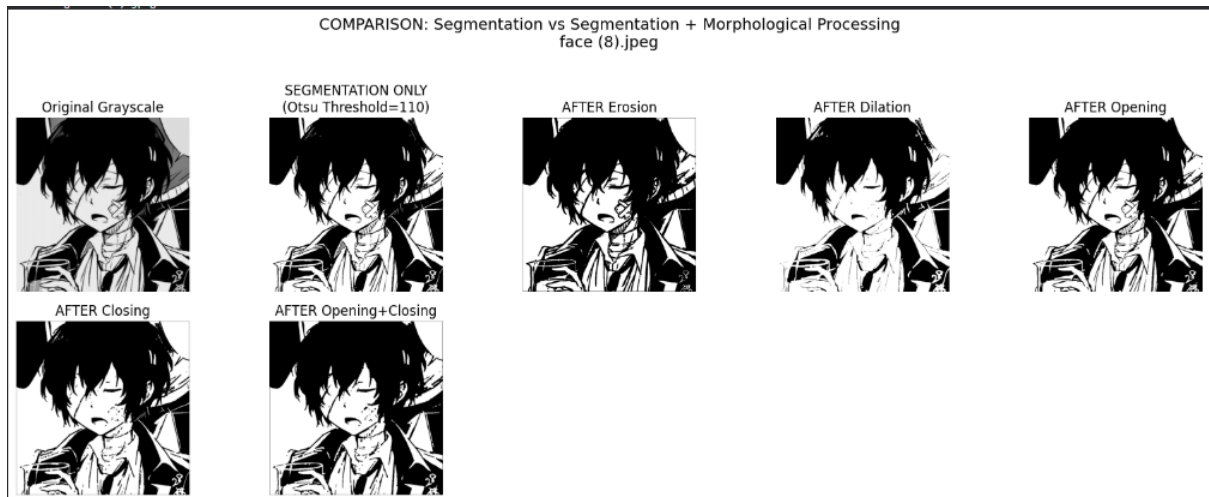 COMPARISON: Segmentation vs Segmentation + Morphological Processing
face (8).jpeg
Original Grayscale
SEGMENTATION ONLY
(Otsu Threshold=110)
AFTER Erosion
AFTER Dilation
AFTER Opening
AFTER Closing
AFTER Opening+Closing